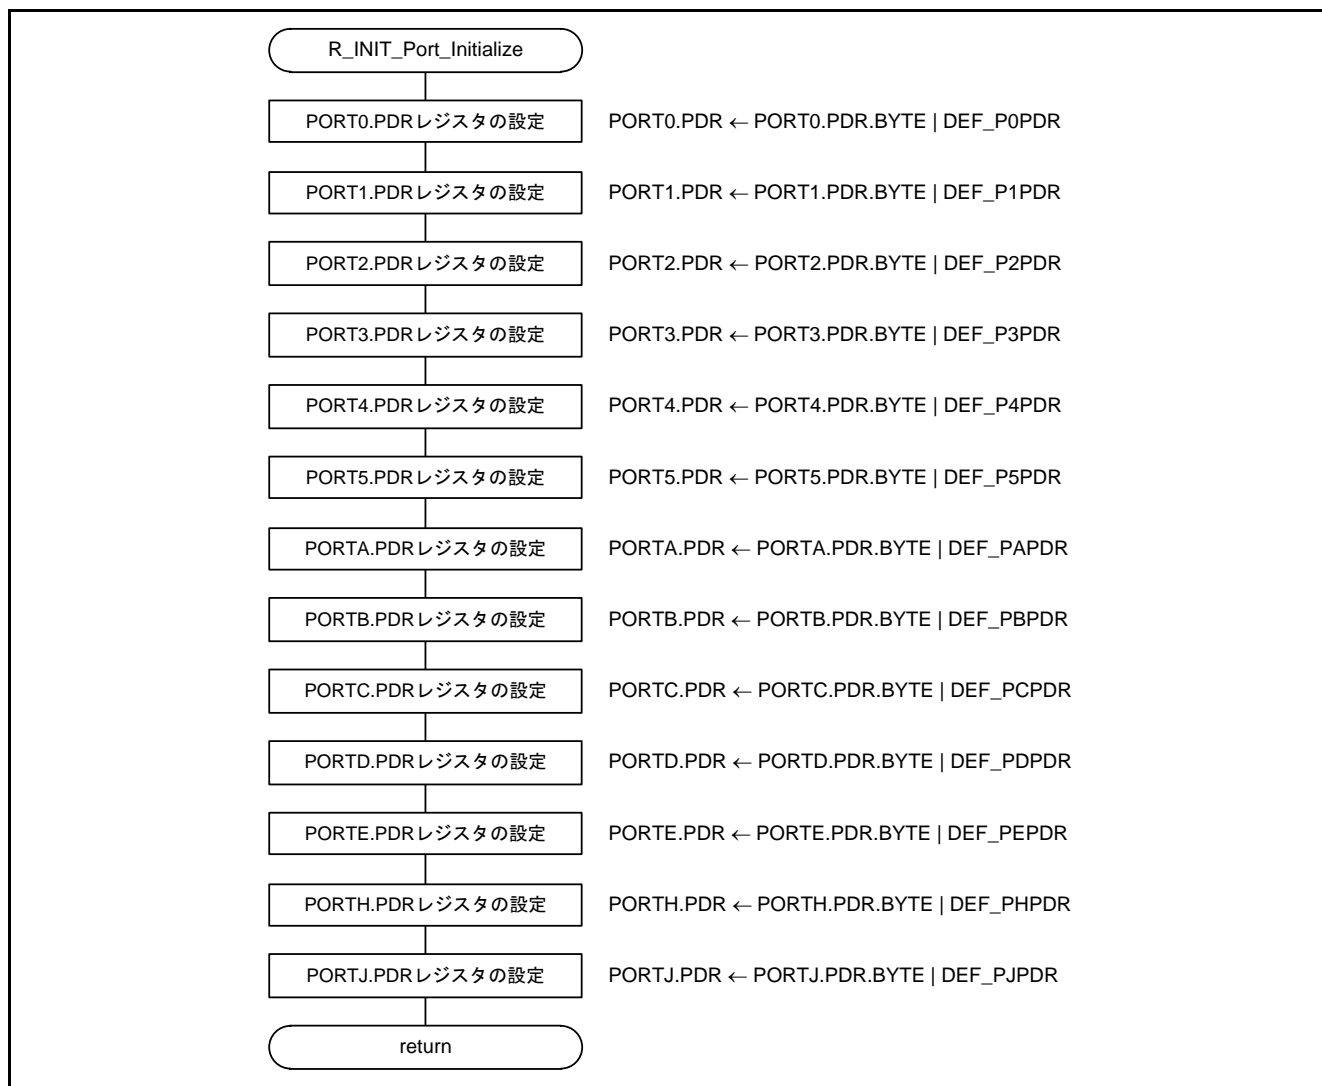 R_INIT_Port_Initialize
PORT0.PDRレジスタの設定 PORT0.PDR ← PORT0.PDR.BYTE | DEF_P0PDR
PORT1.PDRレジスタの設定 PORT1.PDR ← PORT1.PDR.BYTE | DEF_P1PDR
PORT2.PDRレジスタの設定 PORT2.PDR ← PORT2.PDR.BYTE | DEF_P2PDR
PORT3.PDRレジスタの設定 PORT3.PDR ← PORT3.PDR.BYTE | DEF_P3PDR
PORT4.PDRレジスタの設定 PORT4.PDR ← PORT4.PDR.BYTE | DEF_P4PDR
PORT5.PDRレジスタの設定 PORT5.PDR ← PORT5.PDR.BYTE | DEF_P5PDR
PORTA.PDRレジスタの設定 PORTA.PDR ← PORTA.PDR.BYTE | DEF_PAPDR
PORTB.PDRレジスタの設定 PORTB.PDR ← PORTB.PDR.BYTE | DEF_PBPDR
PORTC.PDRレジスタの設定 PORTC.PDR ← PORTC.PDR.BYTE | DEF_PCPDR
PORTD.PDRレジスタの設定 PORTD.PDR ← PORTD.PDR.BYTE | DEF_PDPDR
PORTE.PDRレジスタの設定 PORTE.PDR ← PORTE.PDR.BYTE | DEF_PEPDR
PORTH.PDRレジスタの設定 PORTH.PDR ← PORTH.PDR.BYTE | DEF_PHPDR
PORTJ.PDRレジスタの設定 PORTJ.PDR ← PORTJ.PDR.BYTE | DEF_PJPDR
return